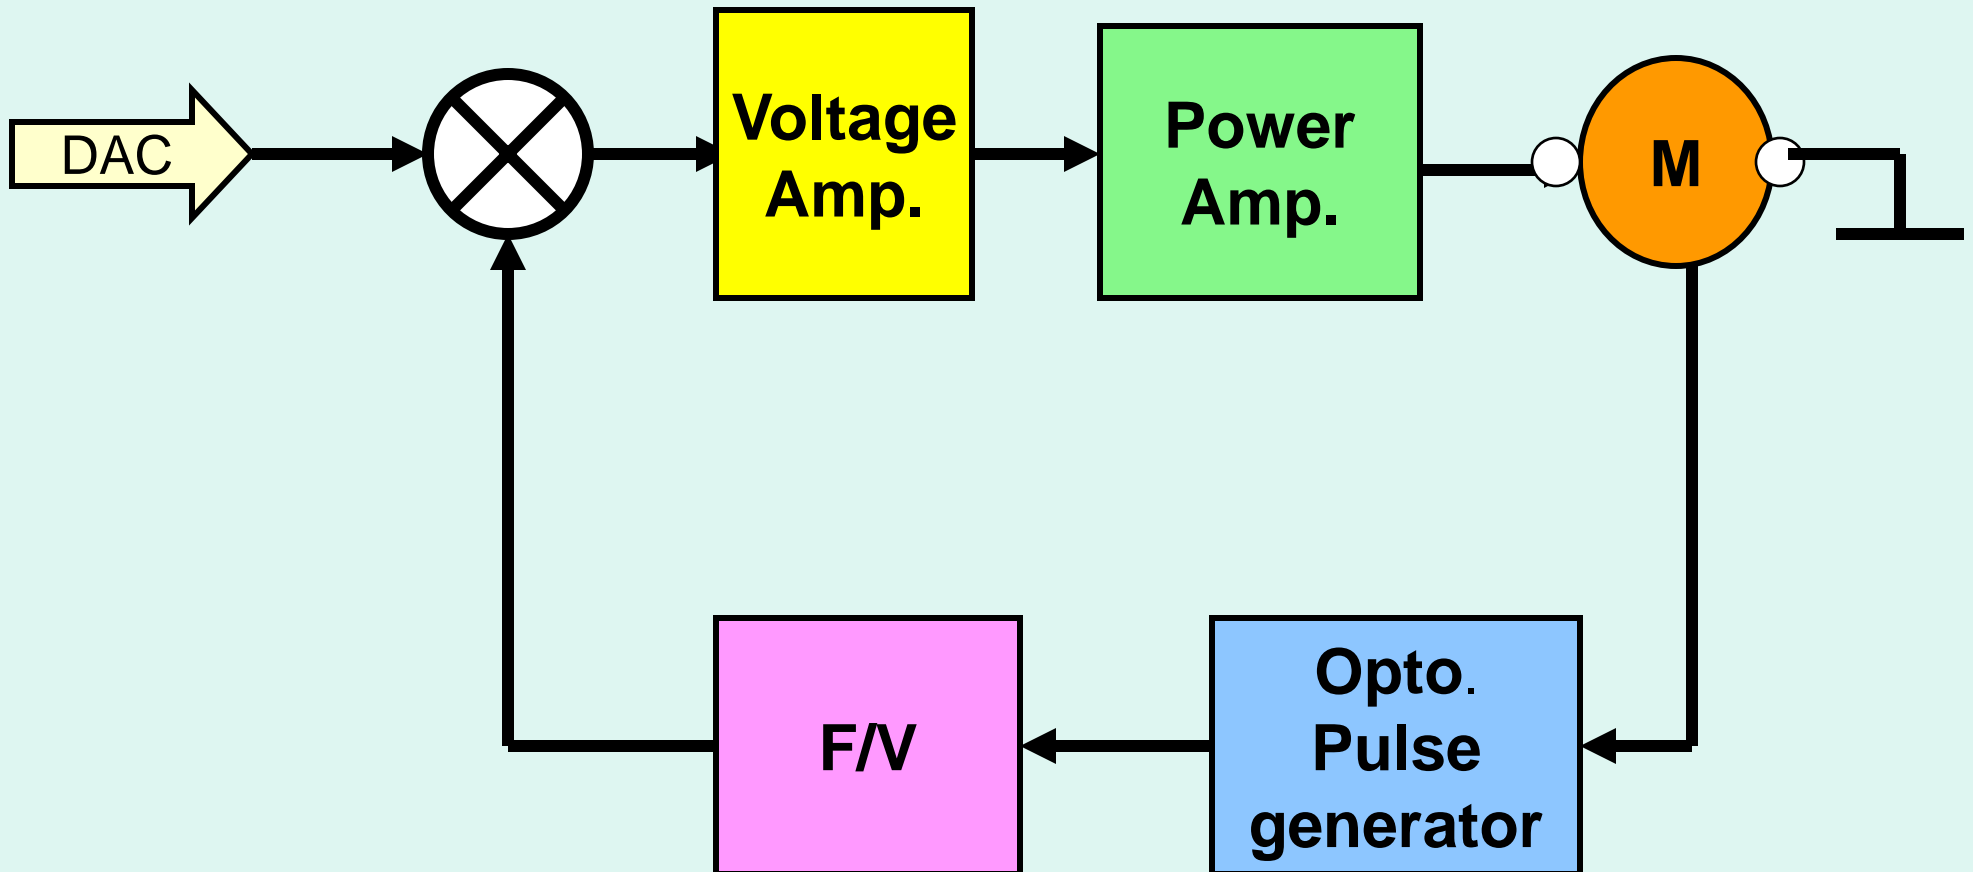 DAC
Voltage
Amp.
Power
Amp.
M
F/V
Opto.
Pulse
generator